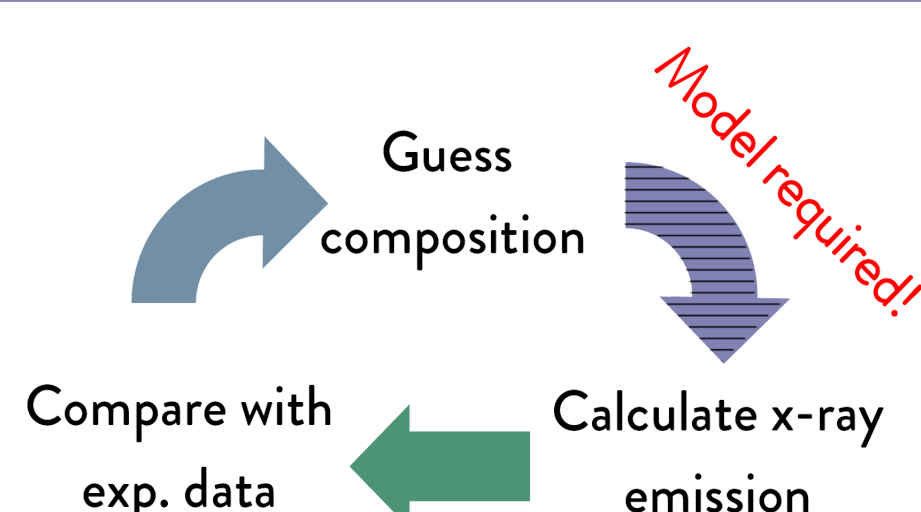 Model required!
Guess
composition
Compare with
exp. data
Calculate x-ray
emission